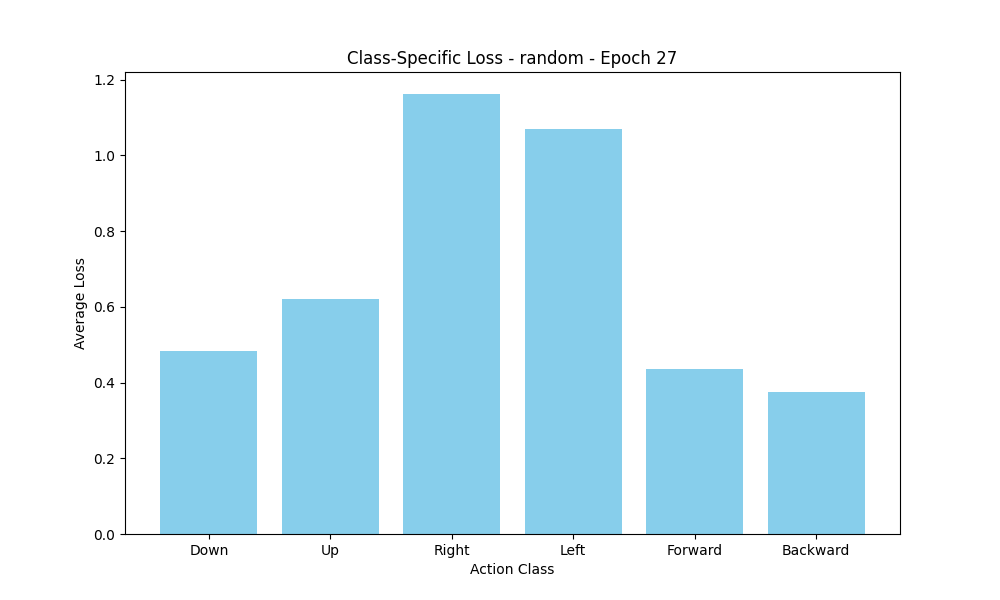 Class-Specific Loss - random - Epoch 27
1.2
1.0
0.8
0.6
0.4
0.2
0.0
Average Loss
Down Up Right Left Forward Backward
Action Class